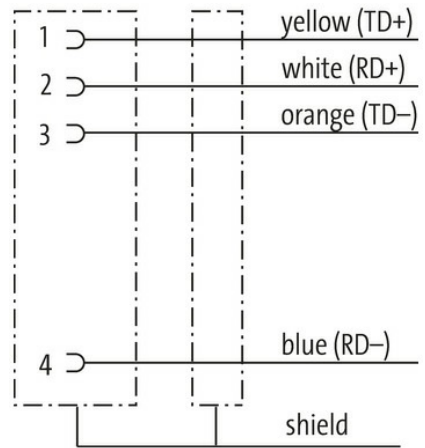 1 yellow (TD+)
2 white (RD+)
3 orange (TD–)
4 blue (RD–)
shield